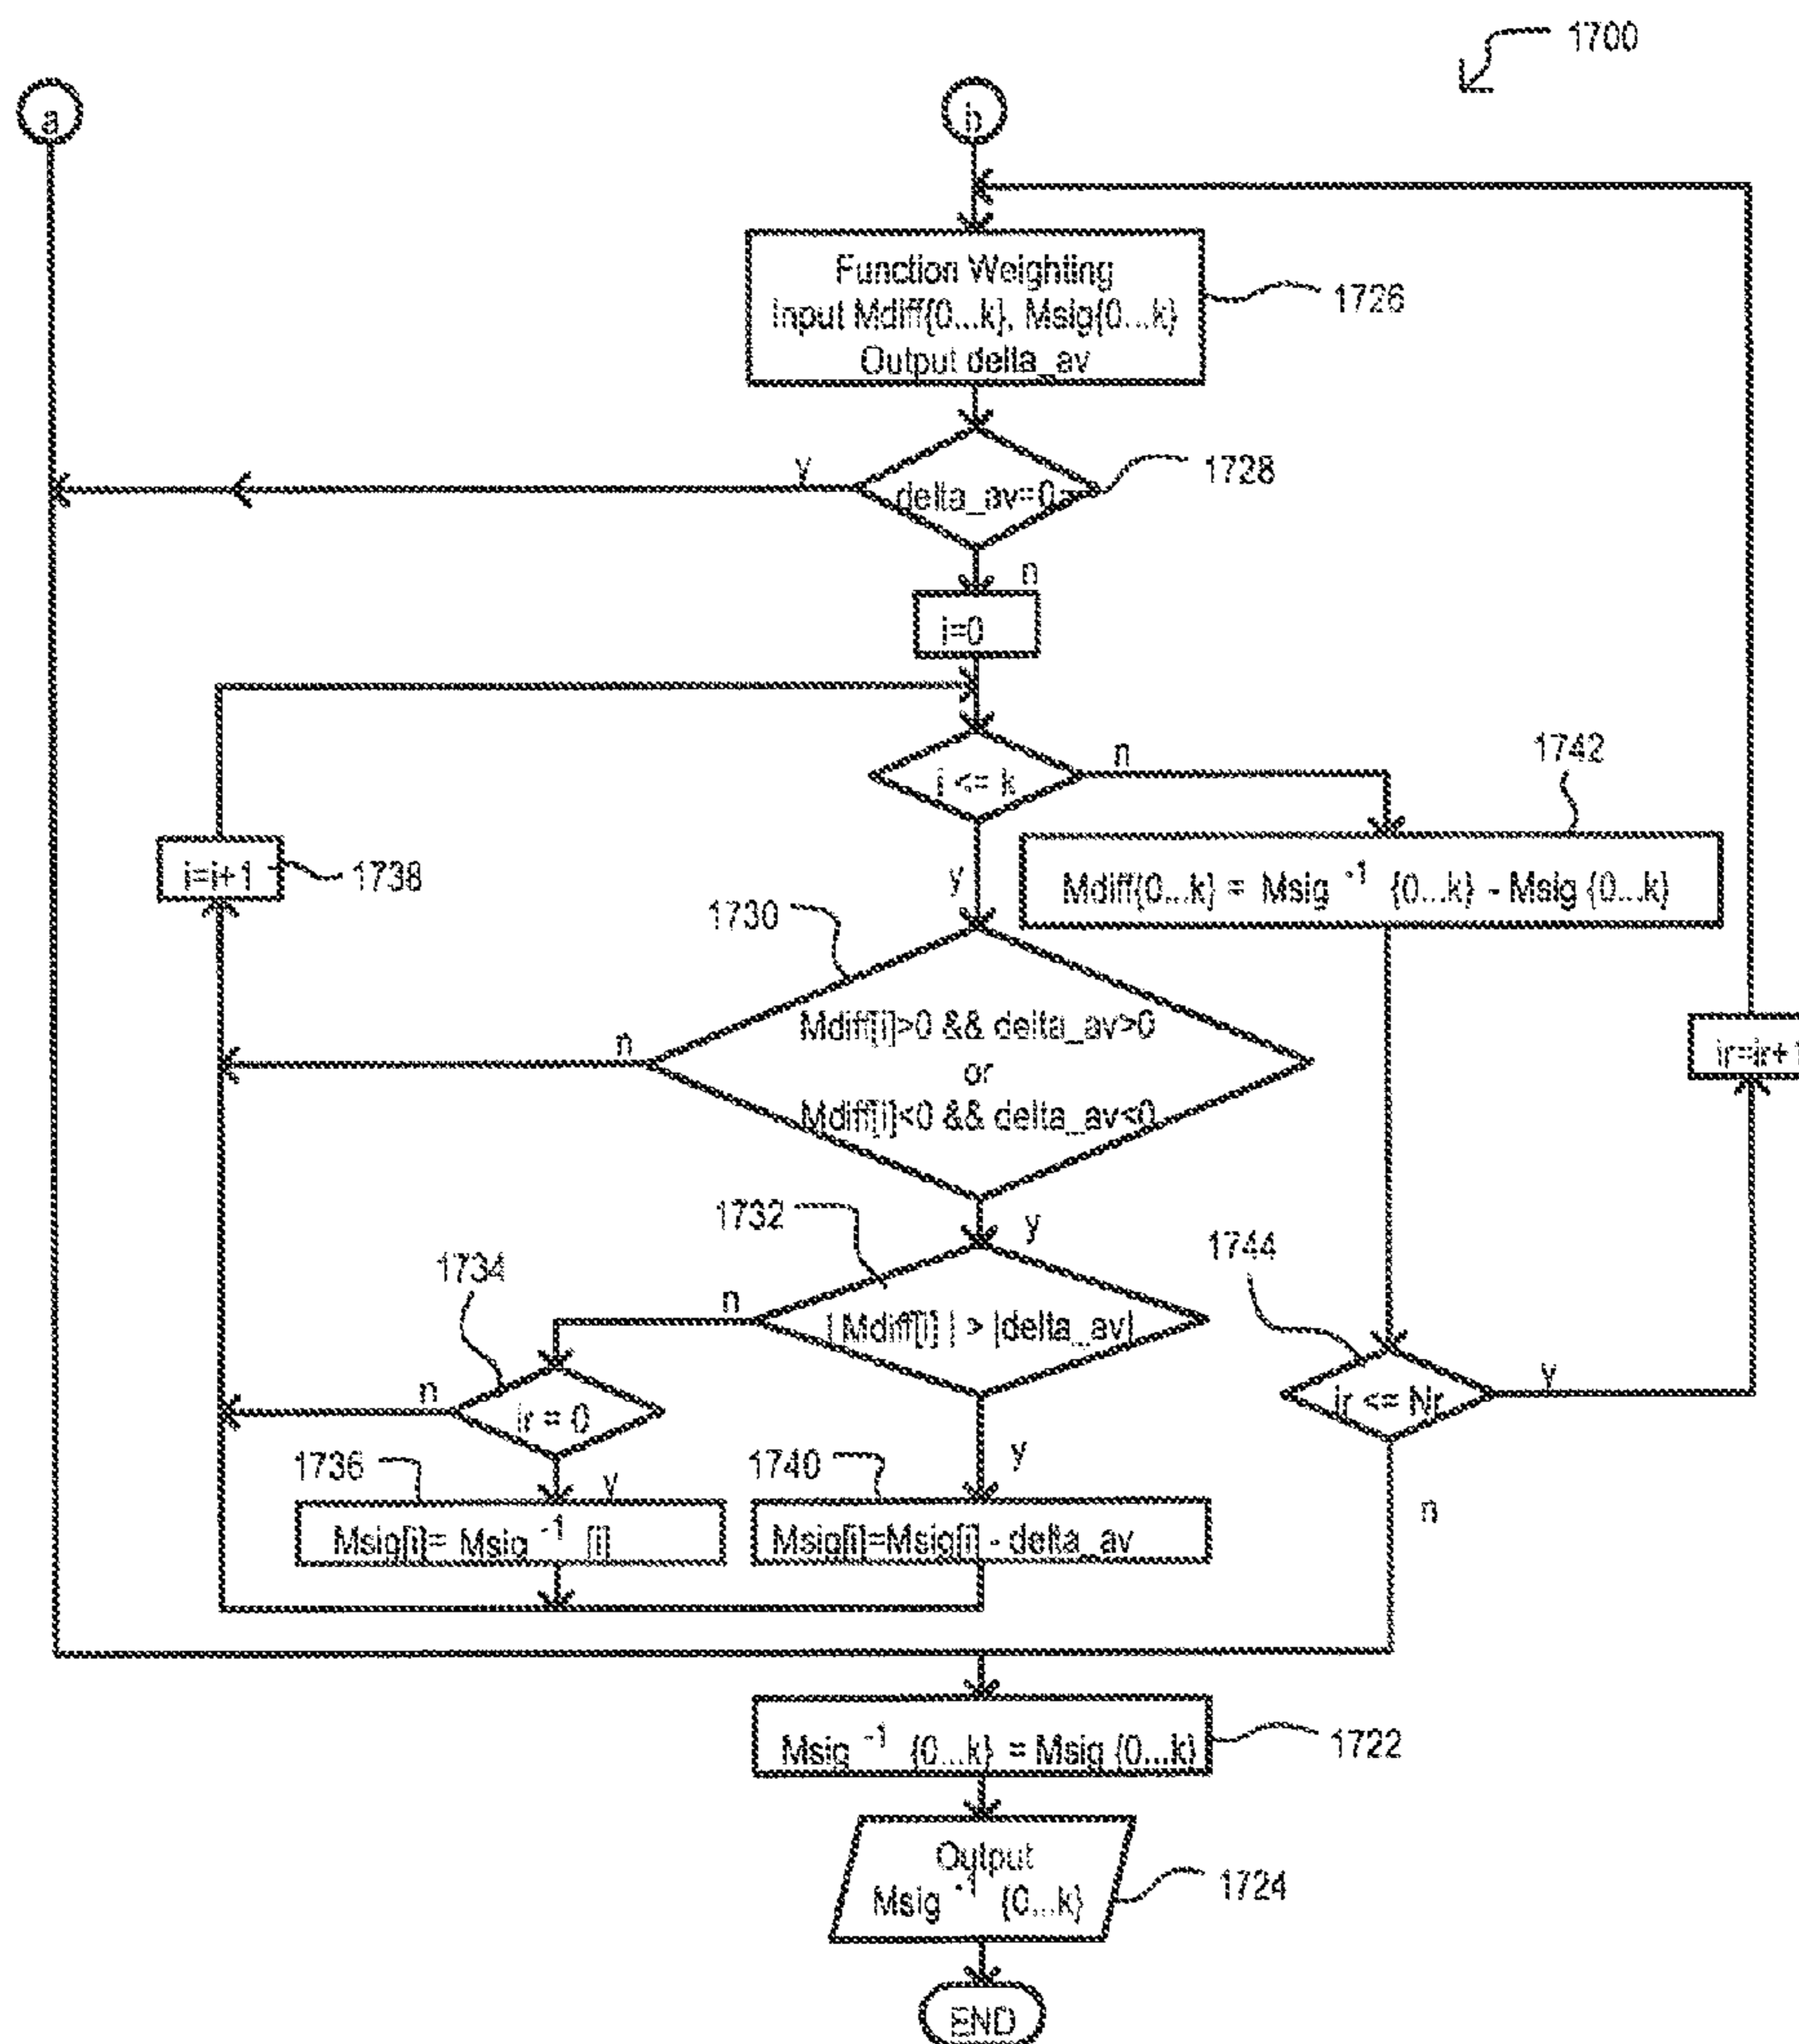 1700
a
b
Function Weighting
Input Mdiff{0...k}, Msig{0...k}
Output delta_av
1726
y
delta_av=0
1728
n
i=0
i <= k
n
1742
y
i=i+1
1738
Mdiff{0...k} = Msig -1 {0...k} - Msig {0...k}
1730
Mdiff[i]>0 && delta_av>0
or
Mdiff[i]<0 && delta_av<0
n
ir=ir+1
1732
y
1744
1734
n
| Mdiff[i] | > |delta_av|
n
ir = 0
ir <= Nr
y
1736
y
1740
y
n
Msig[i]= Msig -1 [i]
Msig[i]=Msig[i] - delta_av
Msig -1 {0...k} = Msig {0...k}
1722
Output
Msig -1 {0...k}
1724
END